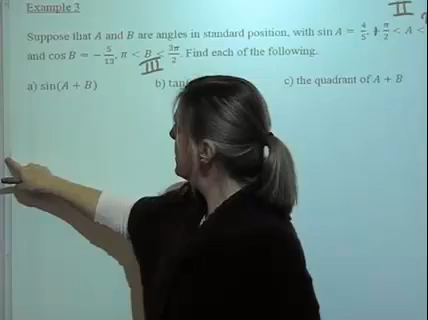 II
Example 3
Suppose that A and B are angles in standard position, with sin A = 4/5, π/2 < A <
and cos B = −5/13, π < B < 3π/2. Find each of the following.
III
a) sin(A + B) b) tan( c) the quadrant of A + B